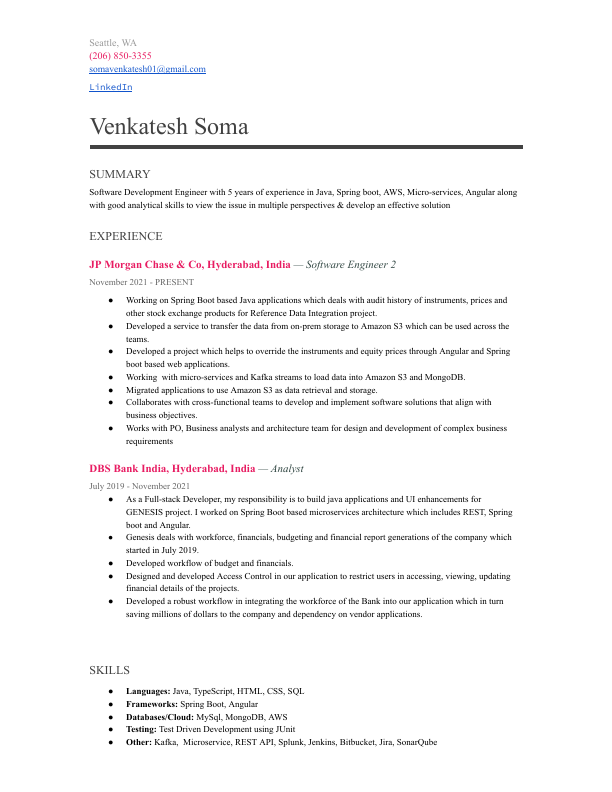 Seattle, WA
(206) 850-3355
somavenkatesh01@gmail.com
LinkedIn
Venkatesh Soma
SUMMARY
Software Development Engineer with 5 years of experience in Java, Spring boot, AWS, Micro-services, Angular along
with good analytical skills to view the issue in multiple perspectives & develop an effective solution
EXPERIENCE
JP Morgan Chase & Co, Hyderabad, India — Software Engineer 2
November 2021 - PRESENT
● Working on Spring Boot based Java applications which deals with audit history of instruments, prices and
other stock exchange products for Reference Data Integration project.
● Developed a service to transfer the data from on-prem storage to Amazon S3 which can be used across the
teams.
● Developed a project which helps to override the instruments and equity prices through Angular and Spring
boot based web applications.
● Working  with micro-services and Kafka streams to load data into Amazon S3 and MongoDB.
● Migrated applications to use Amazon S3 as data retrieval and storage.
● Collaborates with cross-functional teams to develop and implement software solutions that align with
business objectives.
● Works with PO, Business analysts and architecture team for design and development of complex business
requirements
DBS Bank India, Hyderabad, India — Analyst
July 2019 - November 2021
● As a Full-stack Developer, my responsibility is to build java applications and UI enhancements for
GENESIS project. I worked on Spring Boot based microservices architecture which includes REST, Spring
boot and Angular.
● Genesis deals with workforce, financials, budgeting and financial report generations of the company which
started in July 2019.
● Developed workflow of budget and financials.
● Designed and developed Access Control in our application to restrict users in accessing, viewing, updating
financial details of the projects.
● Developed a robust workflow in integrating the workforce of the Bank into our application which in turn
saving millions of dollars to the company and dependency on vendor applications.
SKILLS
● Languages: Java, TypeScript, HTML, CSS, SQL
● Frameworks: Spring Boot, Angular
● Databases/Cloud: MySql, MongoDB, AWS
● Testing: Test Driven Development using JUnit
● Other: Kafka,  Microservice, REST API, Splunk, Jenkins, Bitbucket, Jira, SonarQube